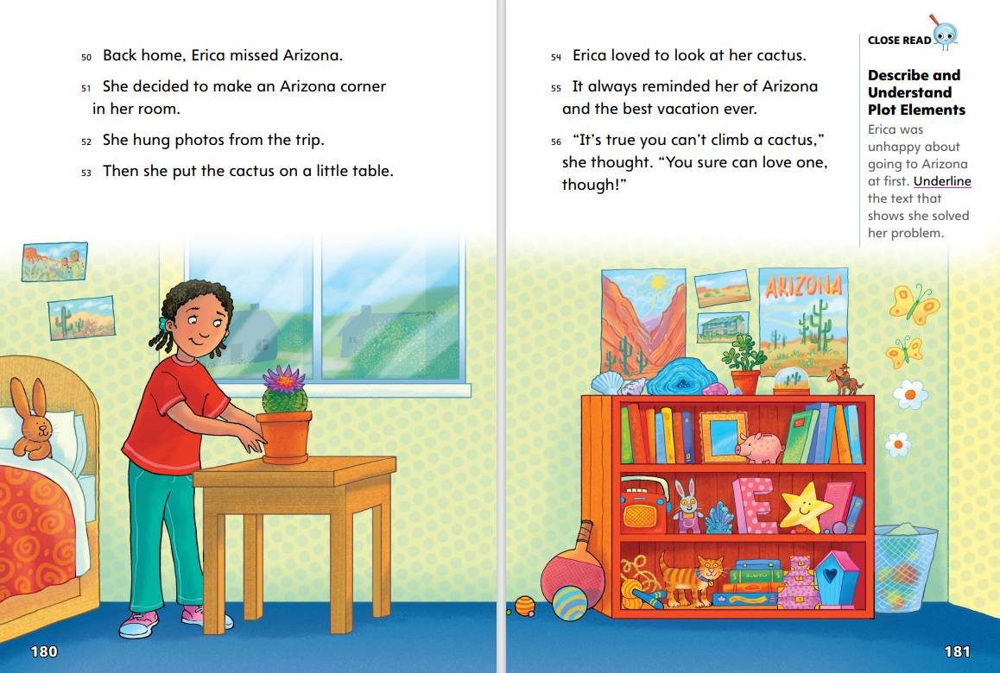 50 Back home, Erica missed Arizona.
51 She decided to make an Arizona corner
in her room.
52 She hung photos from the trip.
53 Then she put the cactus on a little table.
180
54 Erica loved to look at her cactus.
55 It always reminded her of Arizona
and the best vacation ever.
56 “It’s true you can’t climb a cactus,”
she thought. “You sure can love one,
though!”
CLOSE READ
Describe and
Understand
Plot Elements
Erica was
unhappy about
going to Arizona
at first. Underline
the text that
shows she solved
her problem.
ARIZONA
E
181